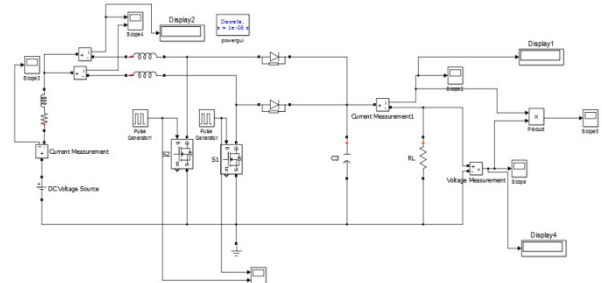 Display2
Scope4
Discrete,
s = 1e-06 s
powergui
Display1
Scope3
Scope2
Current Measurement1
Product
Scope5
Pulse
Generator1
Pulse
Generator
Current Measurement
S2
S1
C3
RL
Voltage Measurement
Scope
DC Voltage Source
Display4